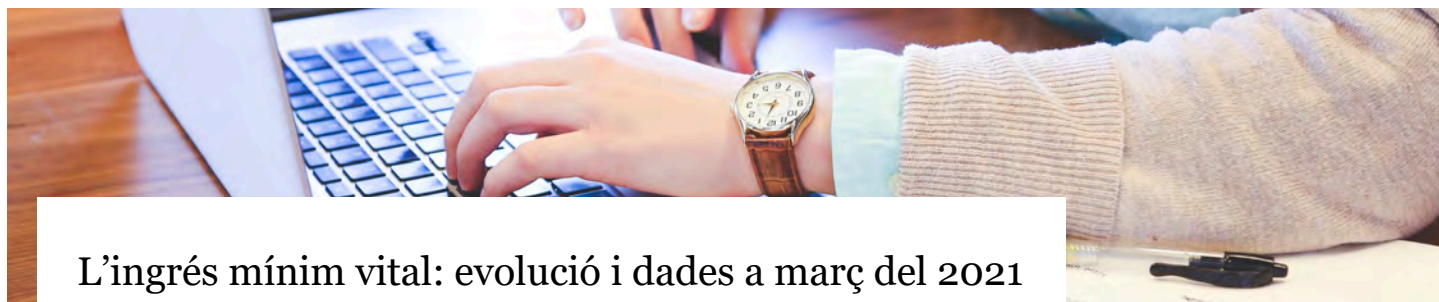 L’ingrés mínim vital: evolució i dades a març del 2021